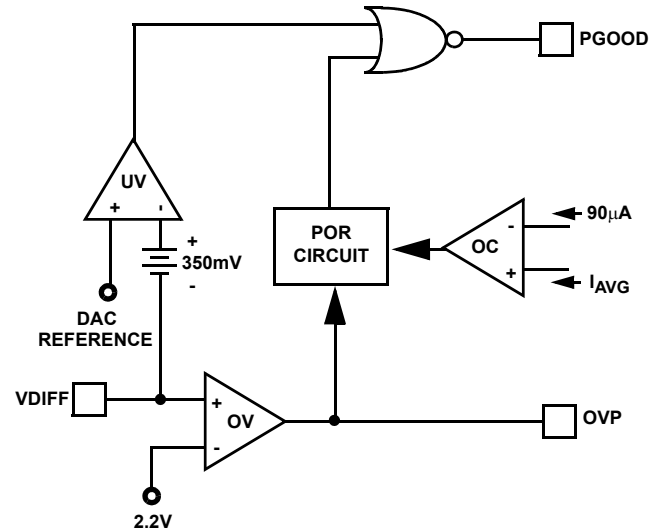 PGOOD
UV
+ -
+
350mV
-
DAC
REFERENCE
POR
CIRCUIT
-
OC
+
90μA
IAVG
VDIFF
+
OV
-
OVP
2.2V